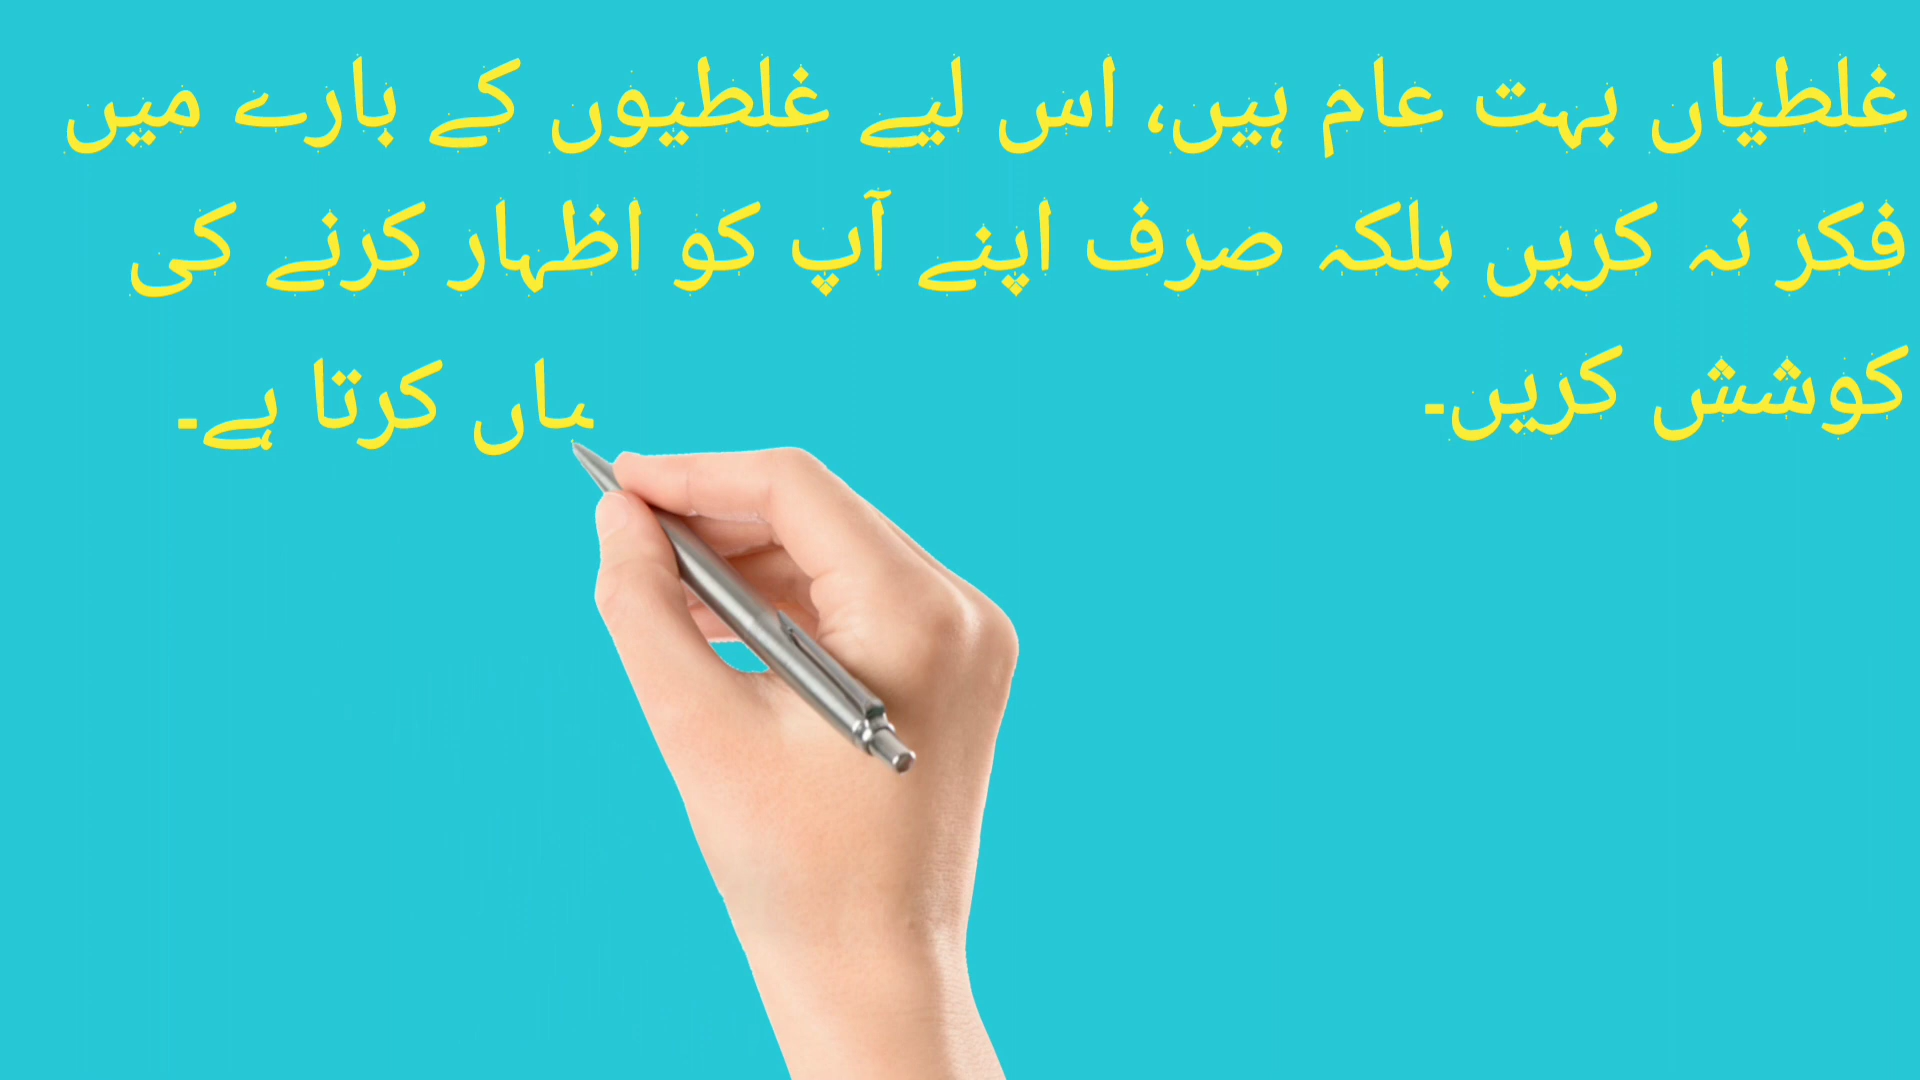 غلطیاں بہت عام ہیں، اس لیے غلطیوں کے بارے میں
فکر نہ کریں بلکہ صرف اپنے آپ کو اظہار کرنے کی
کوشش کریں۔ کرتا ہے۔